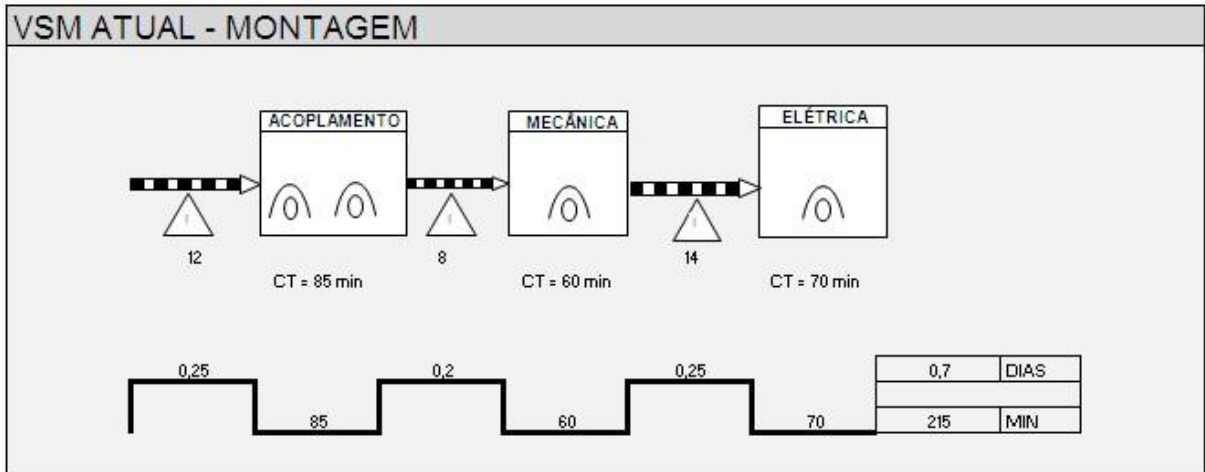 VSM ATUAL - MONTAGEM
ACOPLAMENTO
MECÂNICA
ELÉTRICA
12
8
14
CT = 85 min
CT = 60 min
CT = 70 min
0,25
0,2
0,25
0,7 DIAS
85
60
70
215 MIN